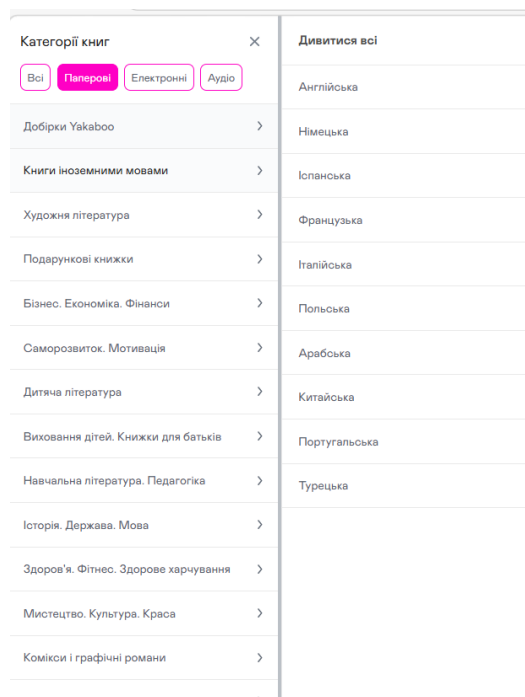 Категорії книг
Всі
Паперові
Електронні
Аудіо
Добірки Yakaboo
Книги іноземними мовами
Художня література
Подарункові книжки
Бізнес. Економіка. Фінанси
Саморозвиток. Мотивація
Дитяча література
Виховання дітей. Книжки для батьків
Навчальна література. Педагогіка
Історія. Держава. Мова
Здоров'я. Фітнес. Здорове харчування
Мистецтво. Культура. Краса
Комікси і графічні романи
Дивитися всі
Англійська
Німецька
Іспанська
Французька
Італійська
Польська
Арабська
Китайська
Португальська
Турецька